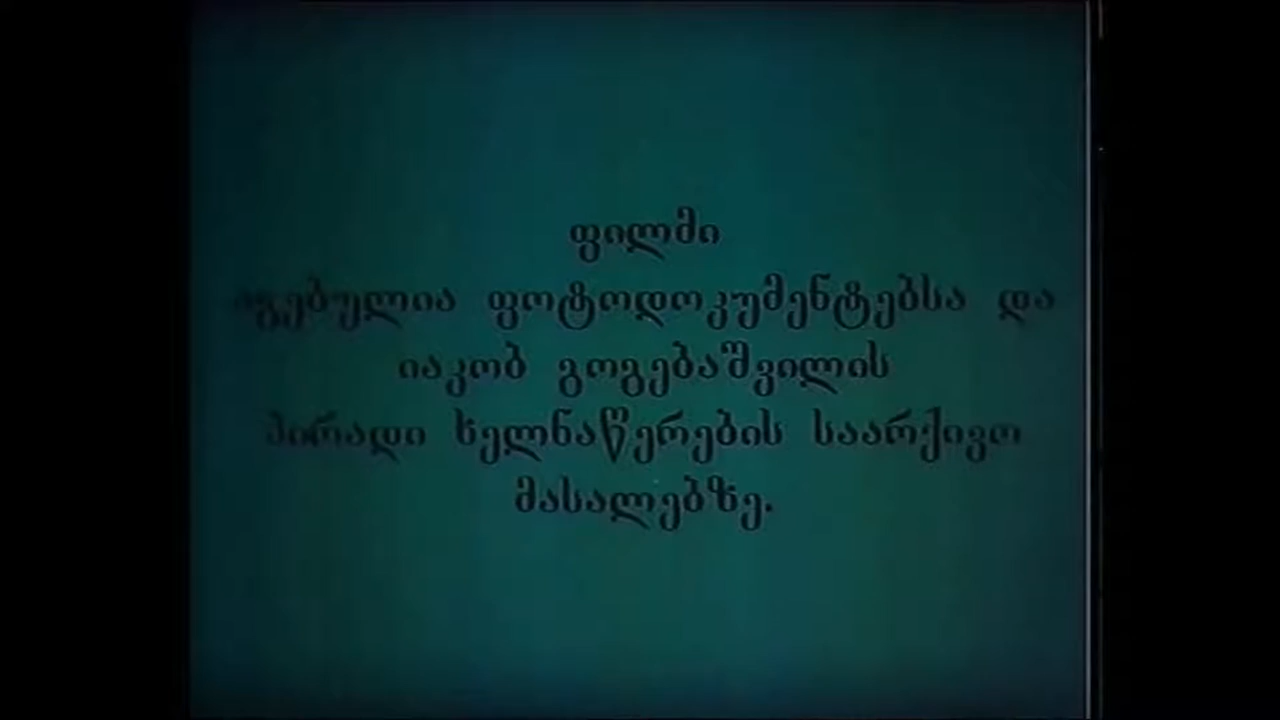 ფილმი
აგებულია ფოტოდოკუმენტებსა და
იაკობ გოგებაშვილის
პირადი ხელნაწერების საარქივო
მასალებზე.